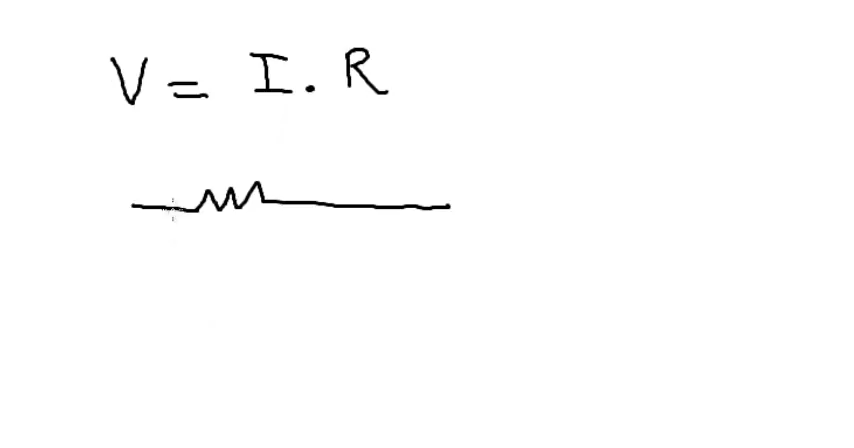 V = I . R